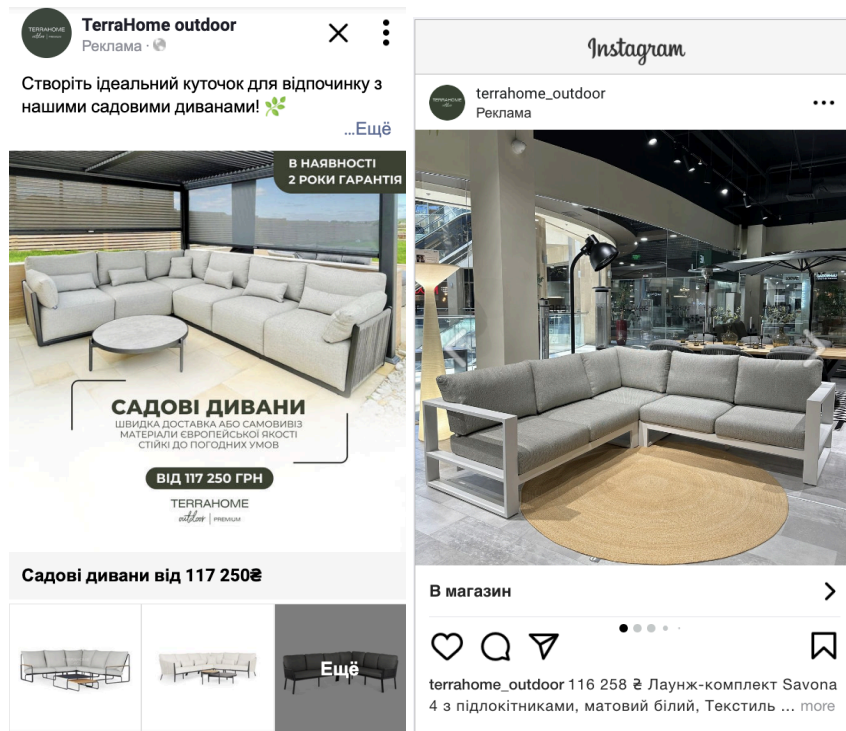 TERRAHOME
TerraHome outdoor
Реклама
Створіть ідеальний куточок для відпочинку з
нашими садовими диванами! 🌿
...Ещё
В НАЯВНОСТІ
2 РОКИ ГАРАНТІЯ
САДОВІ ДИВАНИ
ШВИДКА ДОСТАВКА АБО САМОВИВІЗ
МАТЕРІАЛИ ЄВРОПЕЙСЬКОЇ ЯКОСТІ
СТІЙКІ ДО ПОГОДНИХ УМОВ
ВІД 117 250 ГРН
TERRAHOME
outdoor | PREMIUM
Садові дивани від 117 250₴
Ещё
Instagram
TERRAHOME
terrahome_outdoor
Реклама
В магазин
terrahome_outdoor 116 258 ₴ Лаунж-комплект Savona
4 з підлокітниками, матовий білий, Текстиль ... more